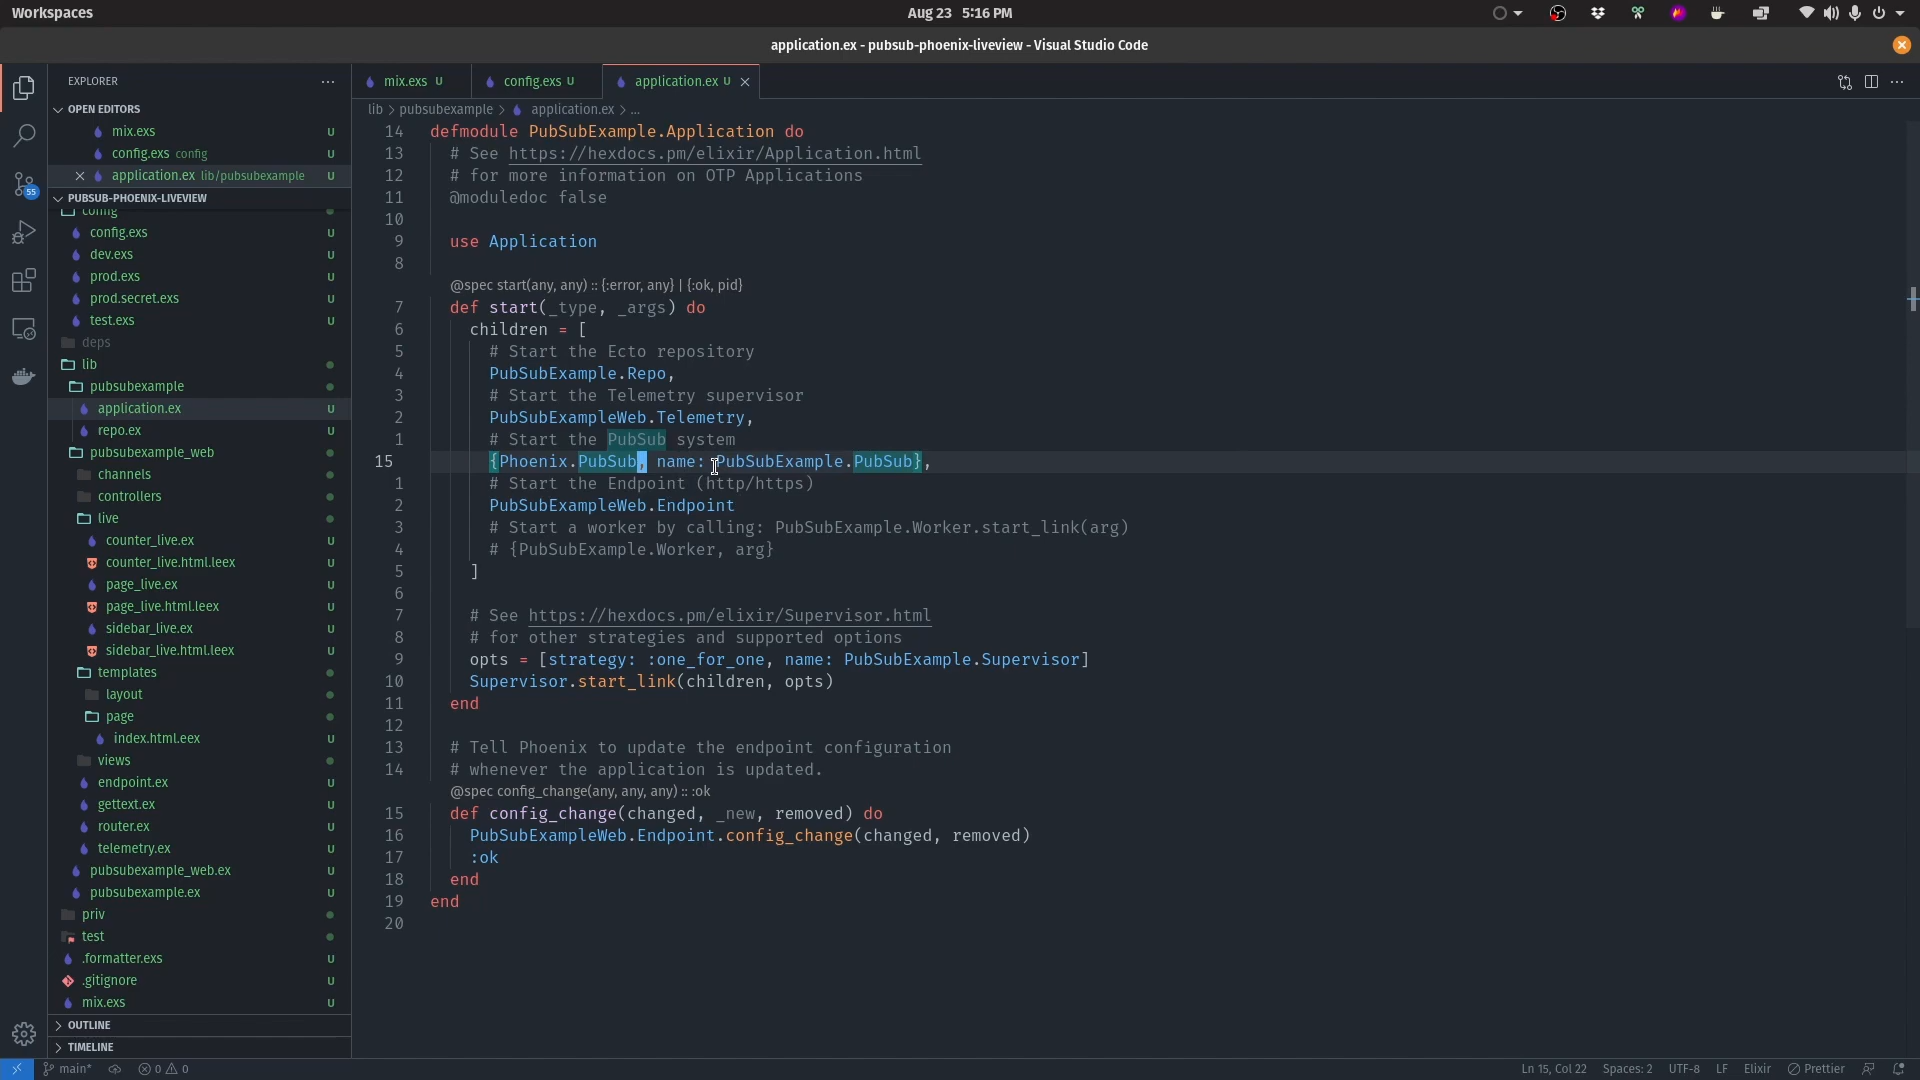 Workspaces
Aug 23 5:16 PM
application.ex - pubsub-phoenix-liveview - Visual Studio Code
EXPLORER
OPEN EDITORS
mix.exs U
config.exs config U
application.ex lib/pubsubexample U
55
PUBSUB-PHOENIX-LIVEVIEW
config
config.exs U
dev.exs U
prod.exs U
prod.secret.exs U
test.exs U
deps
lib
pubsubexample
application.ex U
repo.ex U
pubsubexample_web
channels
controllers
live
counter_live.ex U
counter_live.html.leex U
page_live.ex U
page_live.html.leex U
sidebar_live.ex U
sidebar_live.html.leex U
templates
layout
page
index.html.eex U
views
endpoint.ex U
gettext.ex U
router.ex U
telemetry.ex U
pubsubexample_web.ex U
pubsubexample.ex U
priv
test
.formatter.exs U
.gitignore U
mix.exs U
OUTLINE
TIMELINE
mix.exs U config.exs U application.ex U
lib > pubsubexample > application.ex > ...
14 defmodule PubSubExample.Application do
13 # See https://hexdocs.pm/elixir/Application.html
12 # for more information on OTP Applications
11 @moduledoc false
10
9 use Application
8
@spec start(any, any) :: {:error, any} | {:ok, pid}
7 def start(_type, _args) do
6 children = [
5 # Start the Ecto repository
4 PubSubExample.Repo,
3 # Start the Telemetry supervisor
2 PubSubExampleWeb.Telemetry,
1 # Start the PubSub system
15 {Phoenix.PubSub, name: PubSubExample.PubSub},
1 # Start the Endpoint (http/https)
2 PubSubExampleWeb.Endpoint
3 # Start a worker by calling: PubSubExample.Worker.start_link(arg)
4 # {PubSubExample.Worker, arg}
5 ]
6
7 # See https://hexdocs.pm/elixir/Supervisor.html
8 # for other strategies and supported options
9 opts = [strategy: :one_for_one, name: PubSubExample.Supervisor]
10 Supervisor.start_link(children, opts)
11 end
12
13 # Tell Phoenix to update the endpoint configuration
14 # whenever the application is updated.
@spec config_change(any, any, any) :: :ok
15 def config_change(changed, _new, removed) do
16 PubSubExampleWeb.Endpoint.config_change(changed, removed)
17 :ok
18 end
19 end
20
main* 0 0 Ln 15, Col 22 Spaces: 2 UTF-8 LF Elixir Prettier